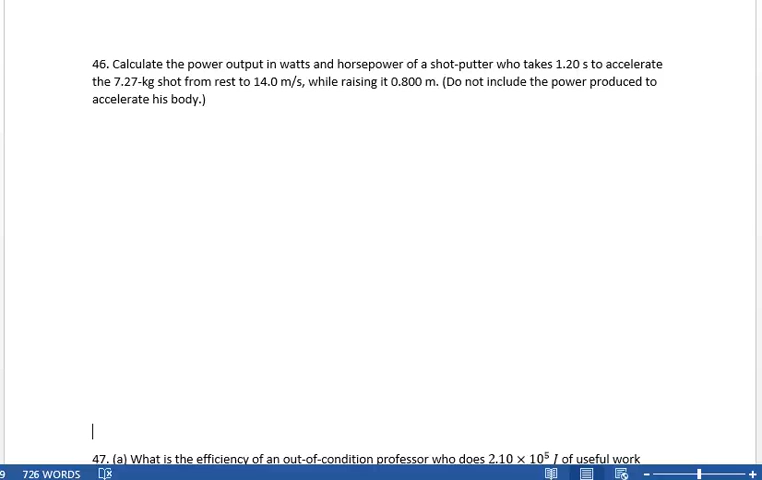 46. Calculate the power output in watts and horsepower of a shot-putter who takes 1.20 s to accelerate
the 7.27-kg shot from rest to 14.0 m/s, while raising it 0.800 m. (Do not include the power produced to
accelerate his body.)
47. (a) What is the efficiency of an out-of-condition professor who does 2.10 × 10⁵ J of useful work
9 726 WORDS